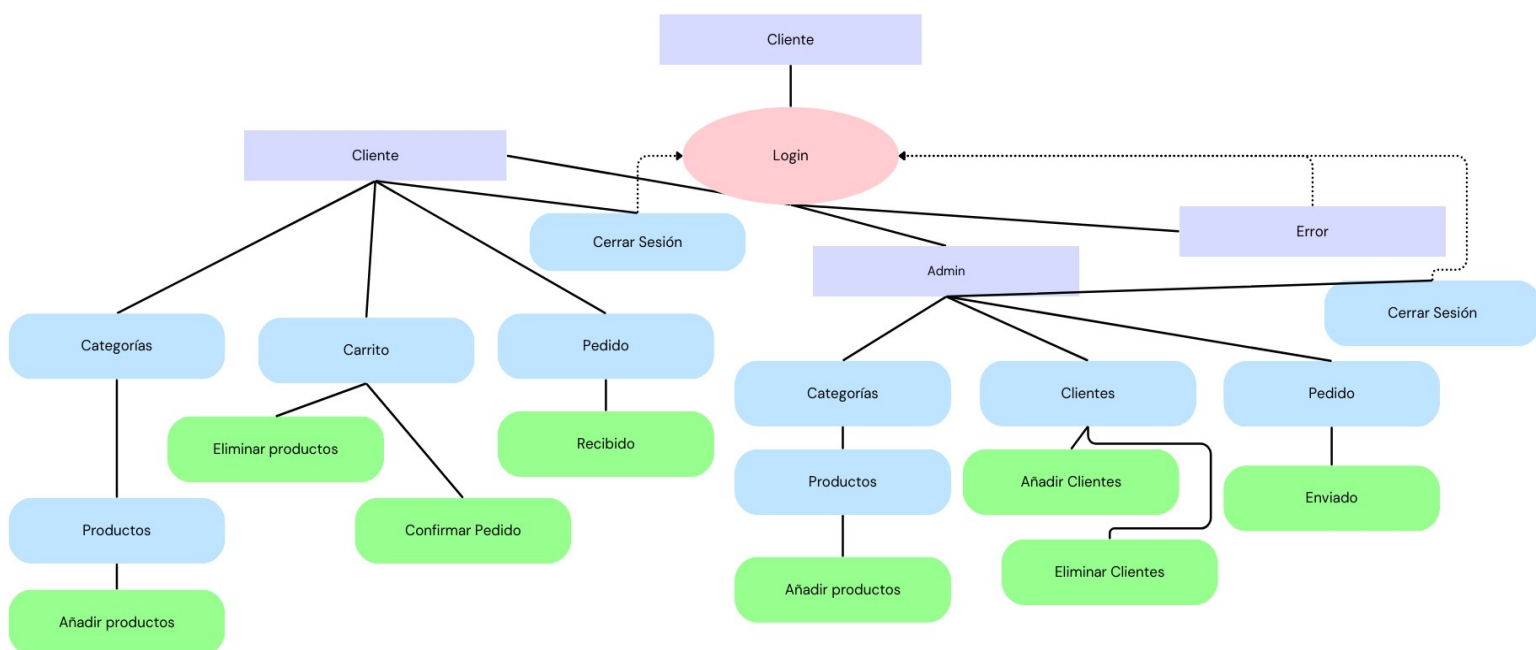 Cliente
Cliente
Login
Cerrar Sesión
Error
Admin
Cerrar Sesión
Categorías
Carrito
Pedido
Categorías
Clientes
Pedido
Eliminar productos
Recibido
Productos
Añadir Clientes
Enviado
Productos
Confirmar Pedido
Eliminar Clientes
Añadir productos
Añadir productos